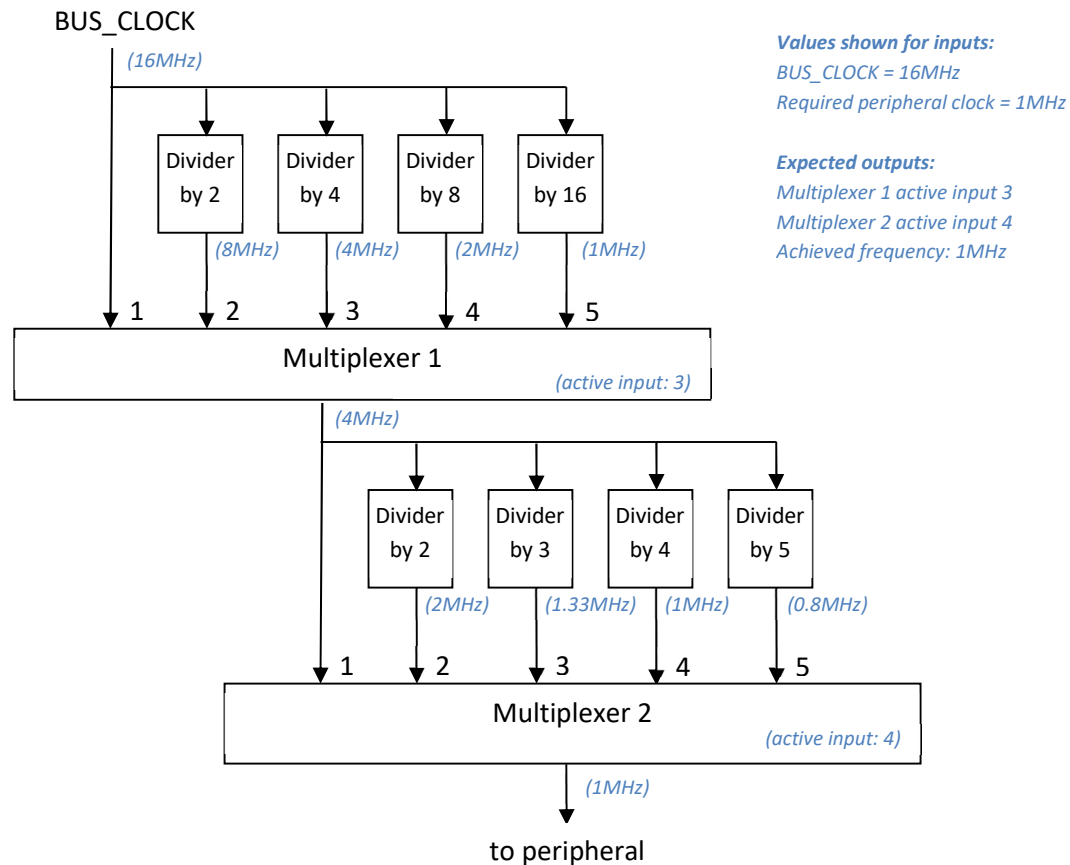 BUS_CLOCK
(16MHz)
Values shown for inputs:
BUS_CLOCK = 16MHz
Required peripheral clock = 1MHz
Expected outputs:
Multiplexer 1 active input 3
Multiplexer 2 active input 4
Achieved frequency: 1MHz
Divider by 2
Divider by 4
Divider by 8
Divider by 16
(8MHz)
(4MHz)
(2MHz)
(1MHz)
1 2 3 4 5
Multiplexer 1
(active input: 3)
(4MHz)
Divider by 2
Divider by 3
Divider by 4
Divider by 5
(2MHz)
(1.33MHz)
(1MHz)
(0.8MHz)
1 2 3 4 5
Multiplexer 2
(active input: 4)
(1MHz)
to peripheral